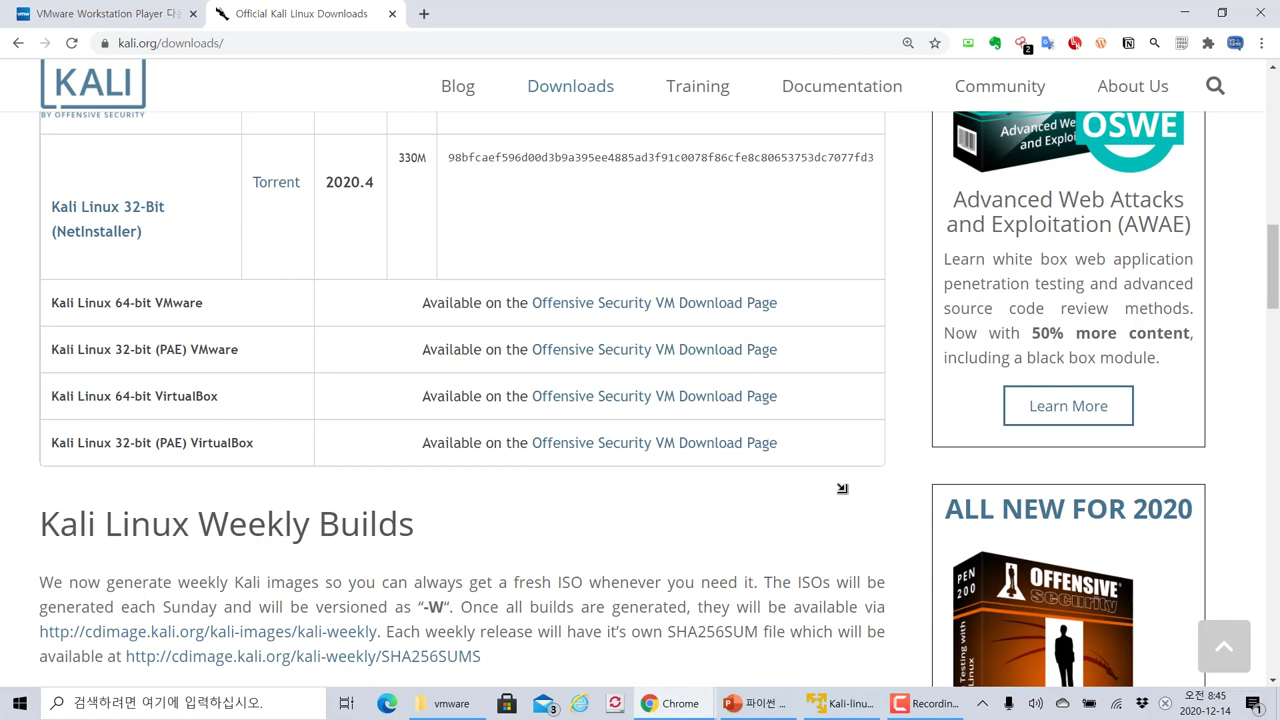 VMware Workstation Player 다운
Official Kali Linux Downloads
kali.org/downloads/
2
KALI
BY OFFENSIVE SECURITY
Blog
Downloads
Training
Documentation
Community
About Us
330M
98bfcaef596d00d3b9a395ee4885ad3f91c0078f86cfe8c80653753dc7077fd3
Torrent
2020.4
Kali Linux 32-Bit
(NetInstaller)
Kali Linux 64-bit VMware
Available on the Offensive Security VM Download Page
Kali Linux 32-bit (PAE) VMware
Available on the Offensive Security VM Download Page
Kali Linux 64-bit VirtualBox
Available on the Offensive Security VM Download Page
Kali Linux 32-bit (PAE) VirtualBox
Available on the Offensive Security VM Download Page
Kali Linux Weekly Builds
We now generate weekly Kali images so you can always get a fresh ISO whenever you need it. The ISOs will be
generated each Sunday and will be versioned as “-W“. Once all builds are generated, they will be available via
http://cdimage.kali.org/kali-images/kali-weekly. Each weekly release will have it’s own SHA256SUM file which will be
available at http://cdimage.kali.org/kali-weekly/SHA256SUMS
Advanced We
and Exploi
OSWE
Advanced Web Attacks
and Exploitation (AWAE)
Learn white box web application
penetration testing and advanced
source code review methods.
Now with 50% more content,
including a black box module.
Learn More
ALL NEW FOR 2020
PEN
200
OFFENSIVE
security
Testing with
검색하려면 여기에 입력하십시오.
vmware
3
Chrome
파이썬 ...
Kali-linu...
Recordin...
오전 8:45
2020-12-14
1